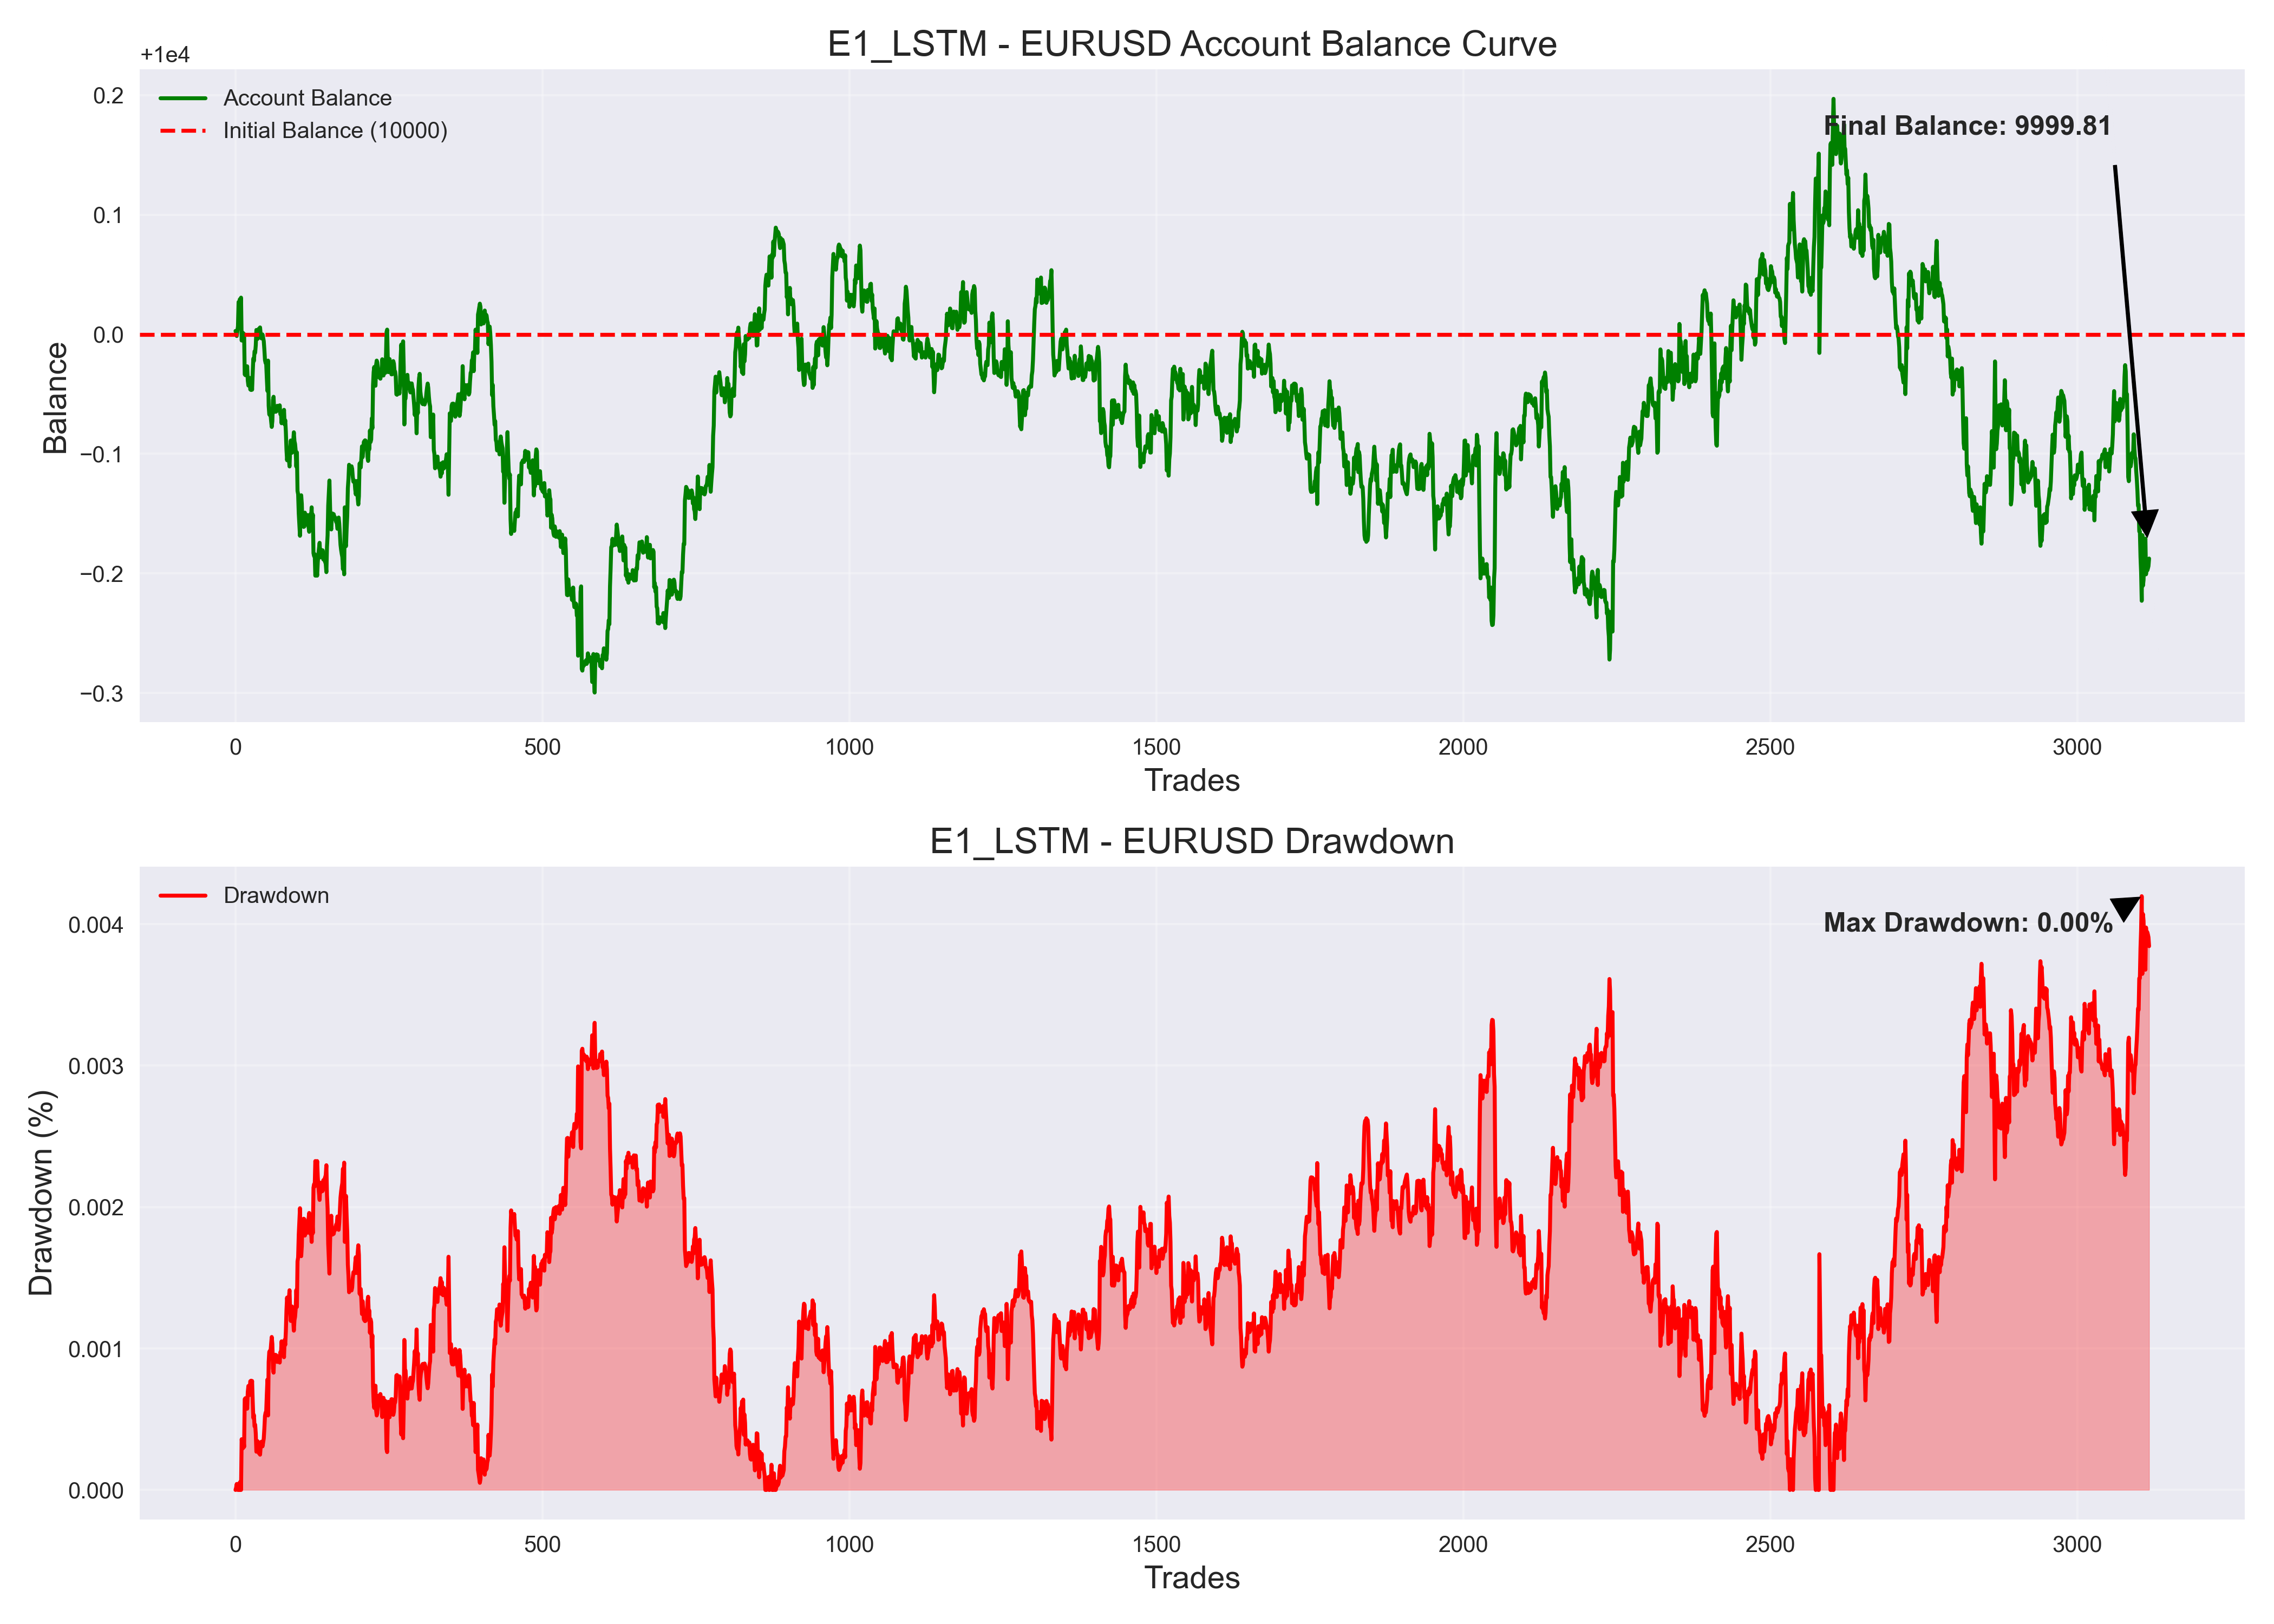 E1_LSTM - EURUSD Account Balance Curve
+1e4
Account Balance
Initial Balance (10000)
Final Balance: 9999.81
0.2
0.1
0.0
−0.1
−0.2
−0.3
Balance
0 500 1000 1500 2000 2500 3000
Trades
E1_LSTM - EURUSD Drawdown
Drawdown
Max Drawdown: 0.00%
0.004
0.003
0.002
0.001
0.000
Drawdown (%)
0 500 1000 1500 2000 2500 3000
Trades